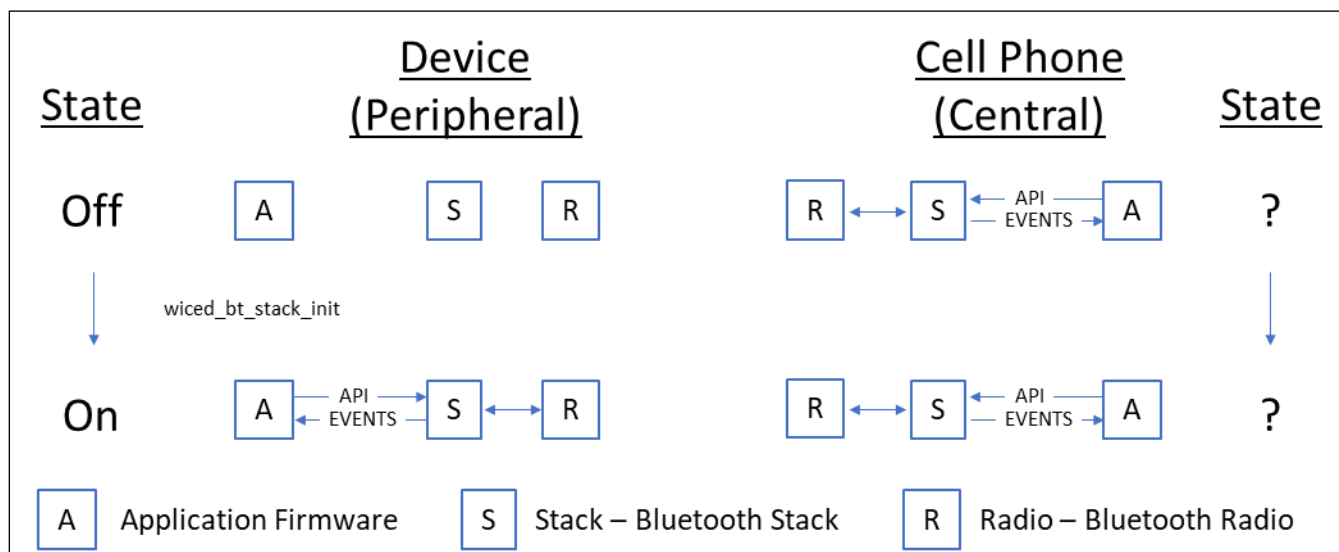 Device
(Peripheral)
Cell Phone
(Central)
State
State
Off
A
S
R
R
S
API
EVENTS
A
?
wiced_bt_stack_init
On
A
API
EVENTS
S
R
R
S
API
EVENTS
A
?
A Application Firmware
S Stack – Bluetooth Stack
R Radio – Bluetooth Radio